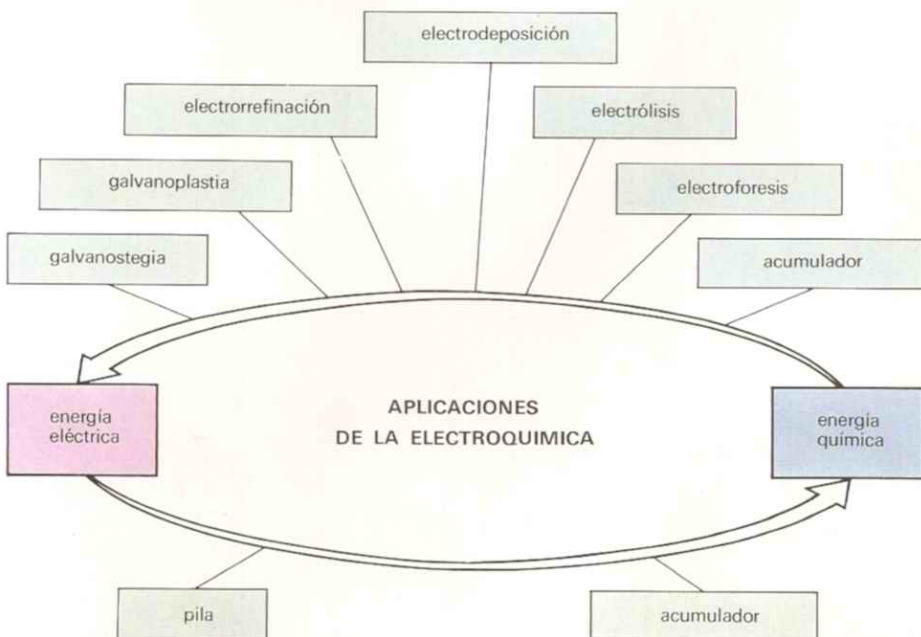 electrodeposición
electrorrefinación
electrólisis
galvanoplastia
electroforesis
galvanostegia
acumulador
energía
eléctrica
APLICACIONES
DE LA ELECTROQUIMICA
energía
química
pila
acumulador